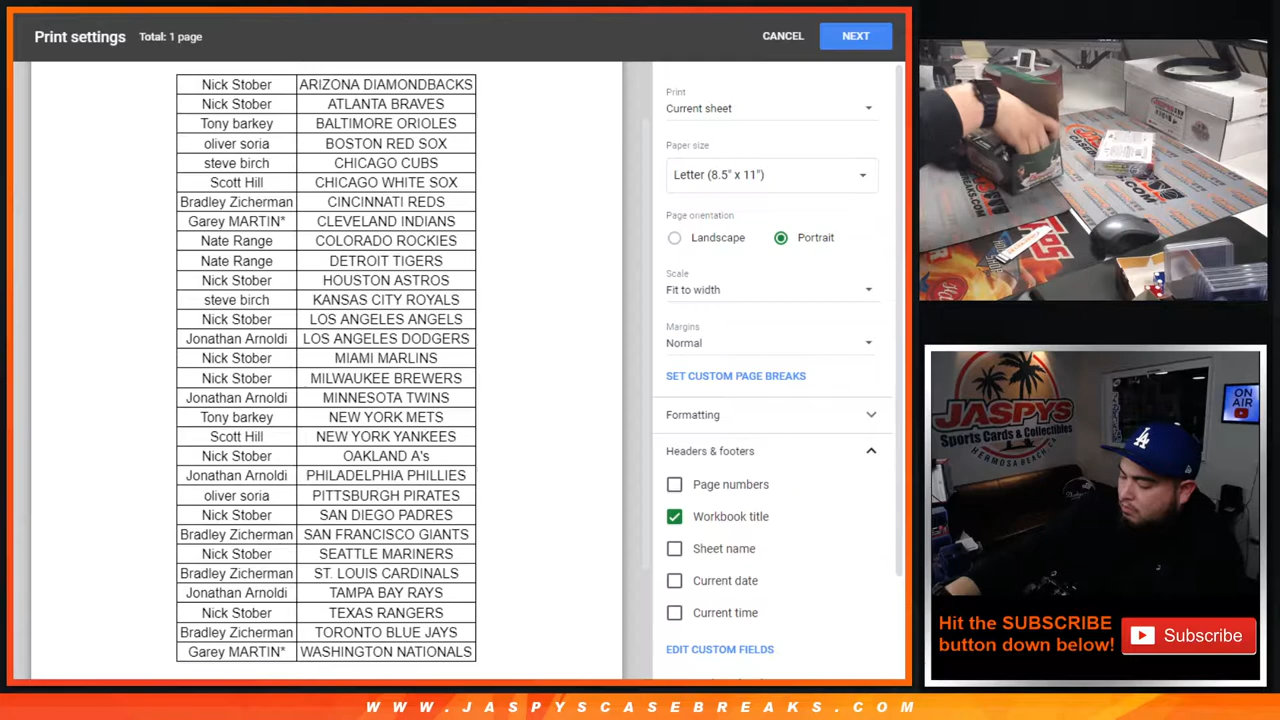 Print settings Total: 1 page CANCEL NEXT
Nick Stober ARIZONA DIAMONDBACKS
Nick Stober ATLANTA BRAVES
Tony barkey BALTIMORE ORIOLES
oliver soria BOSTON RED SOX
steve birch CHICAGO CUBS
Scott Hill CHICAGO WHITE SOX
Bradley Zicherman CINCINNATI REDS
Garey MARTIN* CLEVELAND INDIANS
Nate Range COLORADO ROCKIES
Nate Range DETROIT TIGERS
Nick Stober HOUSTON ASTROS
steve birch KANSAS CITY ROYALS
Nick Stober LOS ANGELES ANGELS
Jonathan Arnoldi LOS ANGELES DODGERS
Nick Stober MIAMI MARLINS
Nick Stober MILWAUKEE BREWERS
Jonathan Arnoldi MINNESOTA TWINS
Tony barkey NEW YORK METS
Scott Hill NEW YORK YANKEES
Nick Stober OAKLAND A's
Jonathan Arnoldi PHILADELPHIA PHILLIES
oliver soria PITTSBURGH PIRATES
Nick Stober SAN DIEGO PADRES
Bradley Zicherman SAN FRANCISCO GIANTS
Nick Stober SEATTLE MARINERS
Bradley Zicherman ST. LOUIS CARDINALS
Jonathan Arnoldi TAMPA BAY RAYS
Nick Stober TEXAS RANGERS
Bradley Zicherman TORONTO BLUE JAYS
Garey MARTIN* WASHINGTON NATIONALS
Print
Current sheet
Paper size
Letter (8.5" x 11")
Page orientation
Landscape Portrait
Scale
Fit to width
Margins
Normal
SET CUSTOM PAGE BREAKS
Formatting
Headers & footers
Page numbers
Workbook title
Sheet name
Current date
Current time
EDIT CUSTOM FIELDS
JASPYS
Sports Cards & Collectibles
HERMOSA BEACH, CA
ON
AIR
Hit the SUBSCRIBE
button down below!
Subscribe
WWW.JASPYSCASEBREAKS.COM